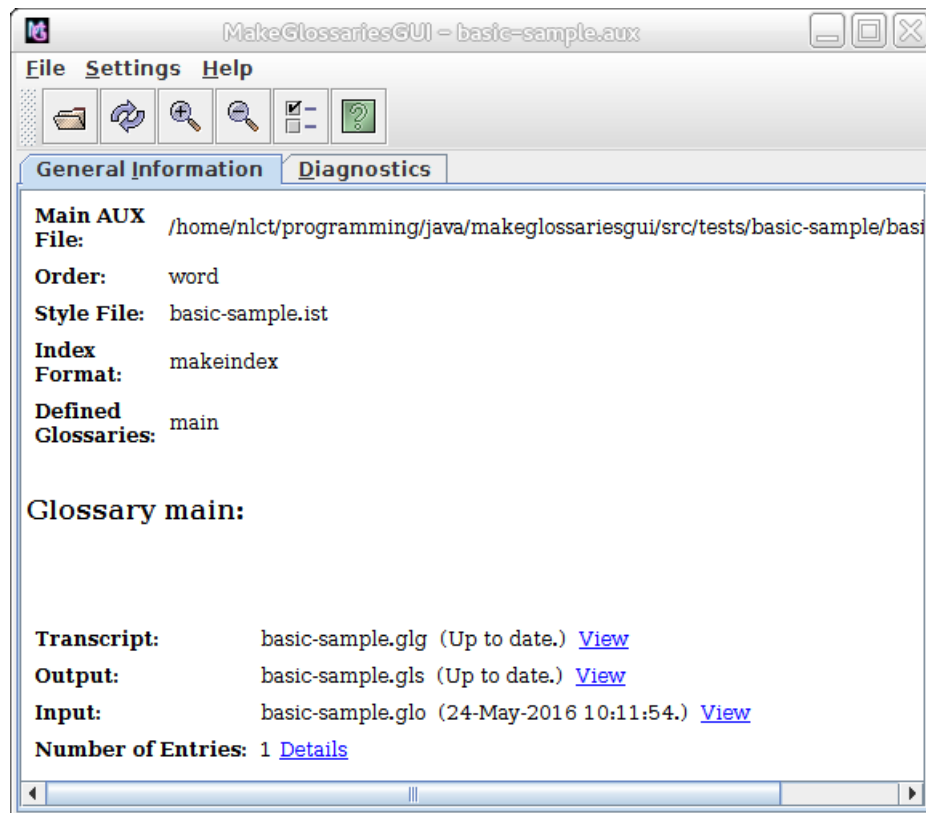 MakeGlossariesGUI – basic-sample.aux
File Settings Help
General Information Diagnostics
Main AUX
File: /home/nlct/programming/java/makeglossariesgui/src/tests/basic-sample/basi
Order: word
Style File: basic-sample.ist
Index
Format: makeindex
Defined
Glossaries: main
Glossary main:
Transcript: basic-sample.glg (Up to date.) View
Output: basic-sample.gls (Up to date.) View
Input: basic-sample.glo (24-May-2016 10:11:54.) View
Number of Entries: 1 Details